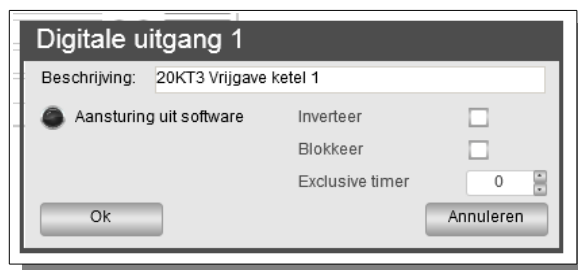 Digitale uitgang 1
Beschrijving: 20KT3 Vrijgave ketel 1
Aansturing uit software Inverteer
Blokkeer
Exclusive timer 0
Ok Annuleren